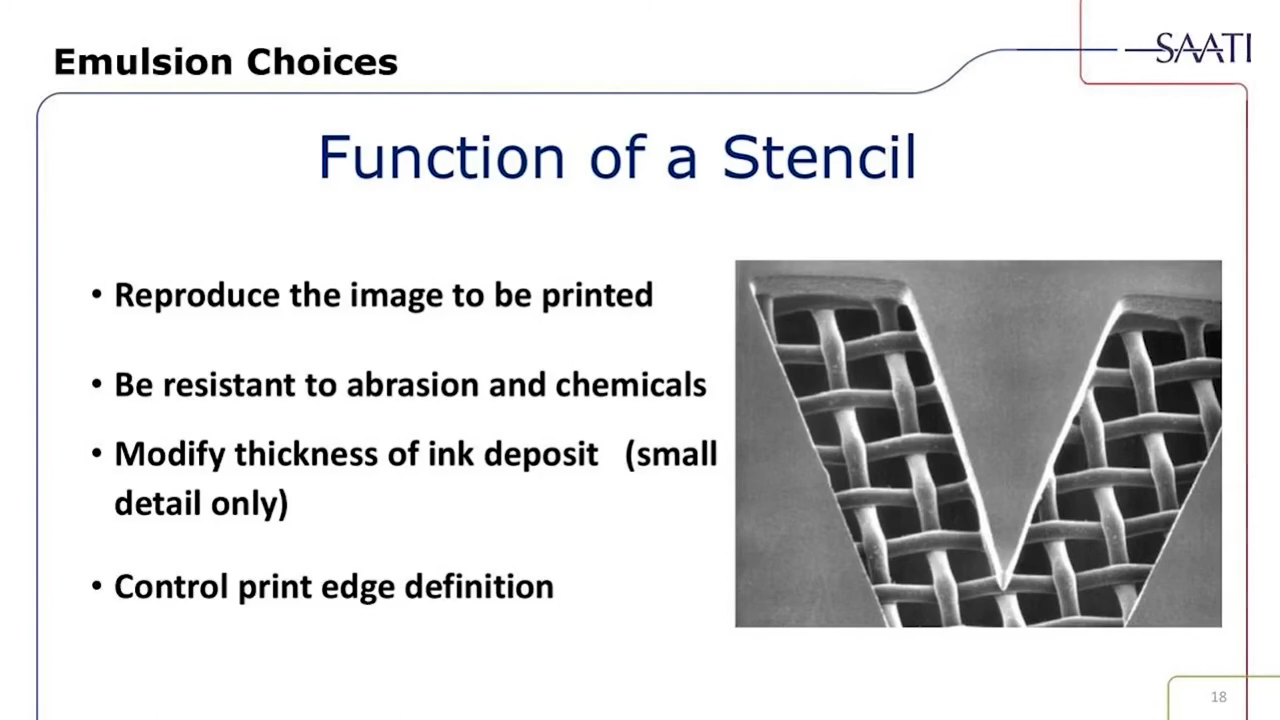 Emulsion Choices
SAATI
Function of a Stencil
• Reproduce the image to be printed
• Be resistant to abrasion and chemicals
• Modify thickness of ink deposit (small
detail only)
• Control print edge definition
18